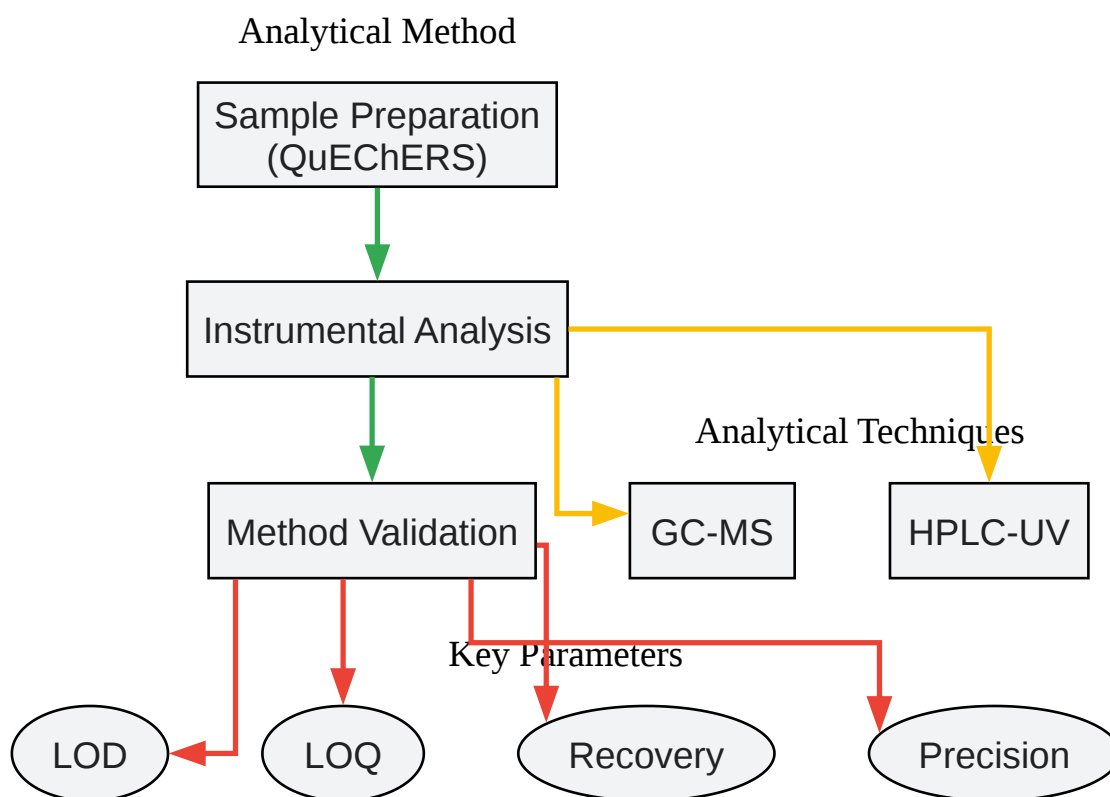 Analytical Method
Sample Preparation
(QuEChERS)
Instrumental Analysis
Analytical Techniques
Method Validation
GC-MS
HPLC-UV
Key Parameters
LOD
LOQ
Recovery
Precision